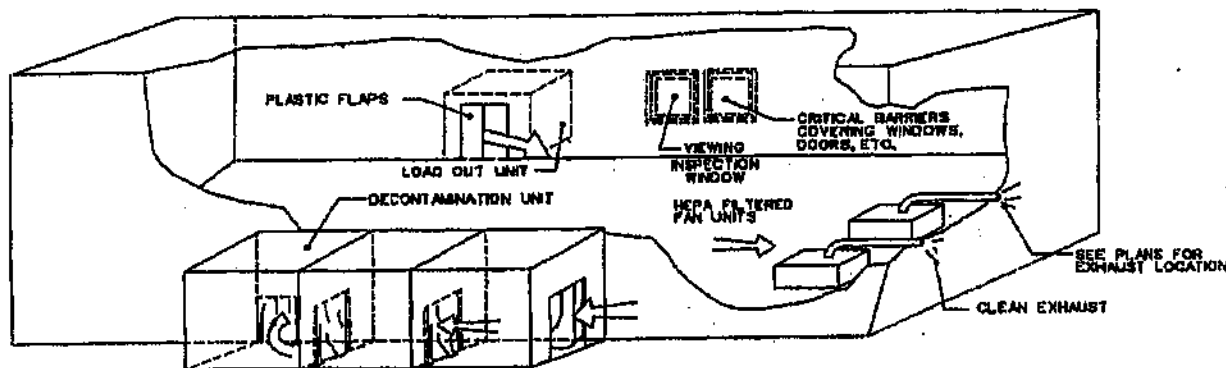 PLASTIC FLAPS
LOAD OUT UNIT
DECONTAMINATION UNIT
VIEWING
INSPECTION
WINDOW
CRITICAL BARRIERS
COVERING WINDOWS,
DOORS, ETC.
HEPA FILTERED
FAN UNITS
SEE PLANS FOR
EXHAUST LOCATION
CLEAN EXHAUST